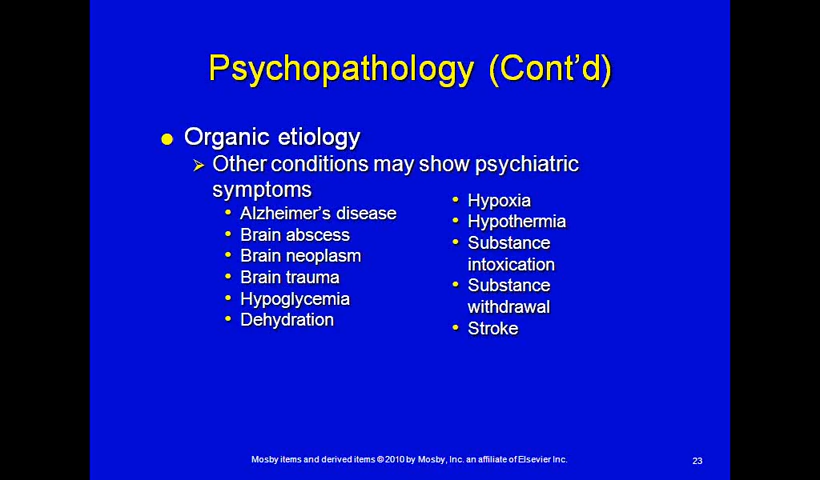 Psychopathology (Cont'd)
Organic etiology
Other conditions may show psychiatric
symptoms
Alzheimer's disease
Brain abscess
Brain neoplasm
Brain trauma
Hypoglycemia
Dehydration
Hypoxia
Hypothermia
Substance
intoxication
Substance
withdrawal
Stroke
Mosby items and derived items © 2010 by Mosby, Inc. an affiliate of Elsevier Inc.
23